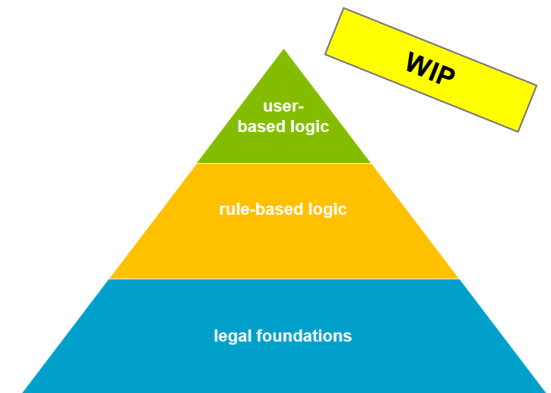 WIP
user-
based logic
rule-based logic
legal foundations